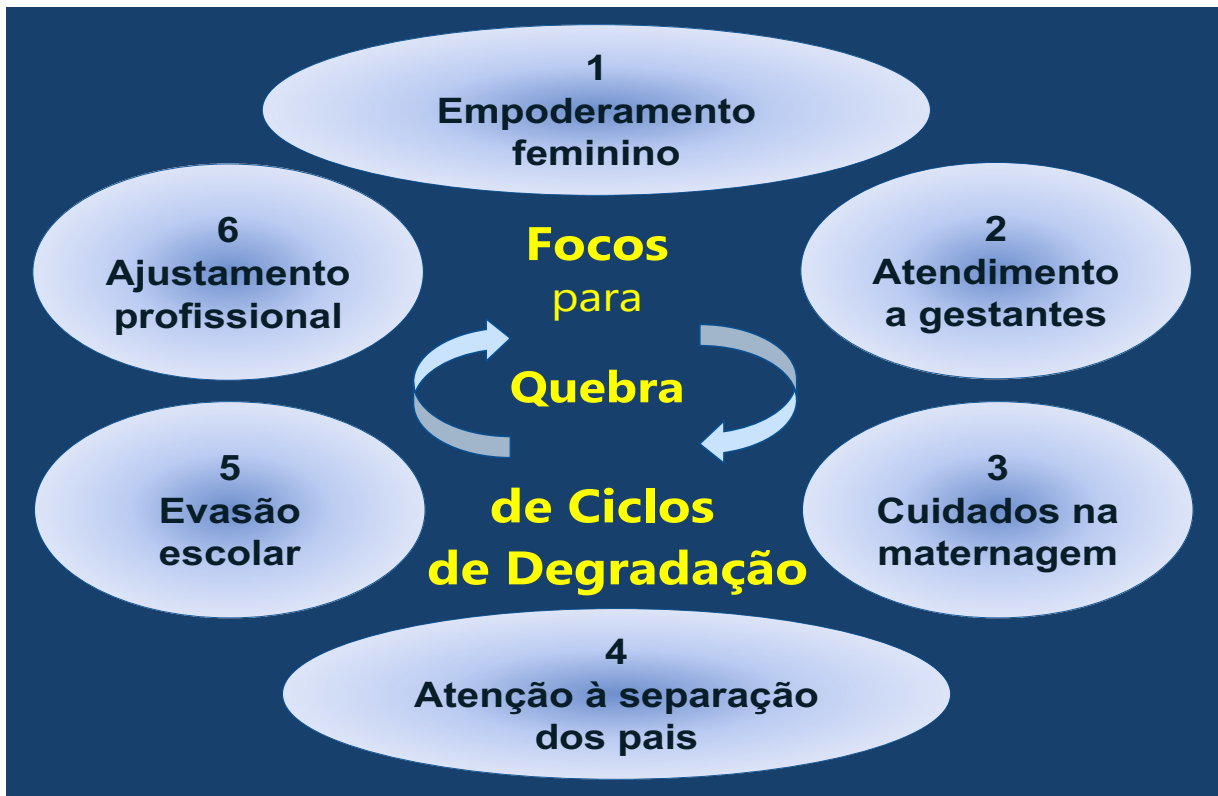 1
Empoderamento
feminino
2
Atendimento
a gestantes
3
Cuidados na
maternagem
4
Atenção à separação
dos pais
5
Evasão
escolar
6
Ajustamento
profissional
Focos
para
Quebra
de Ciclos
de Degradação